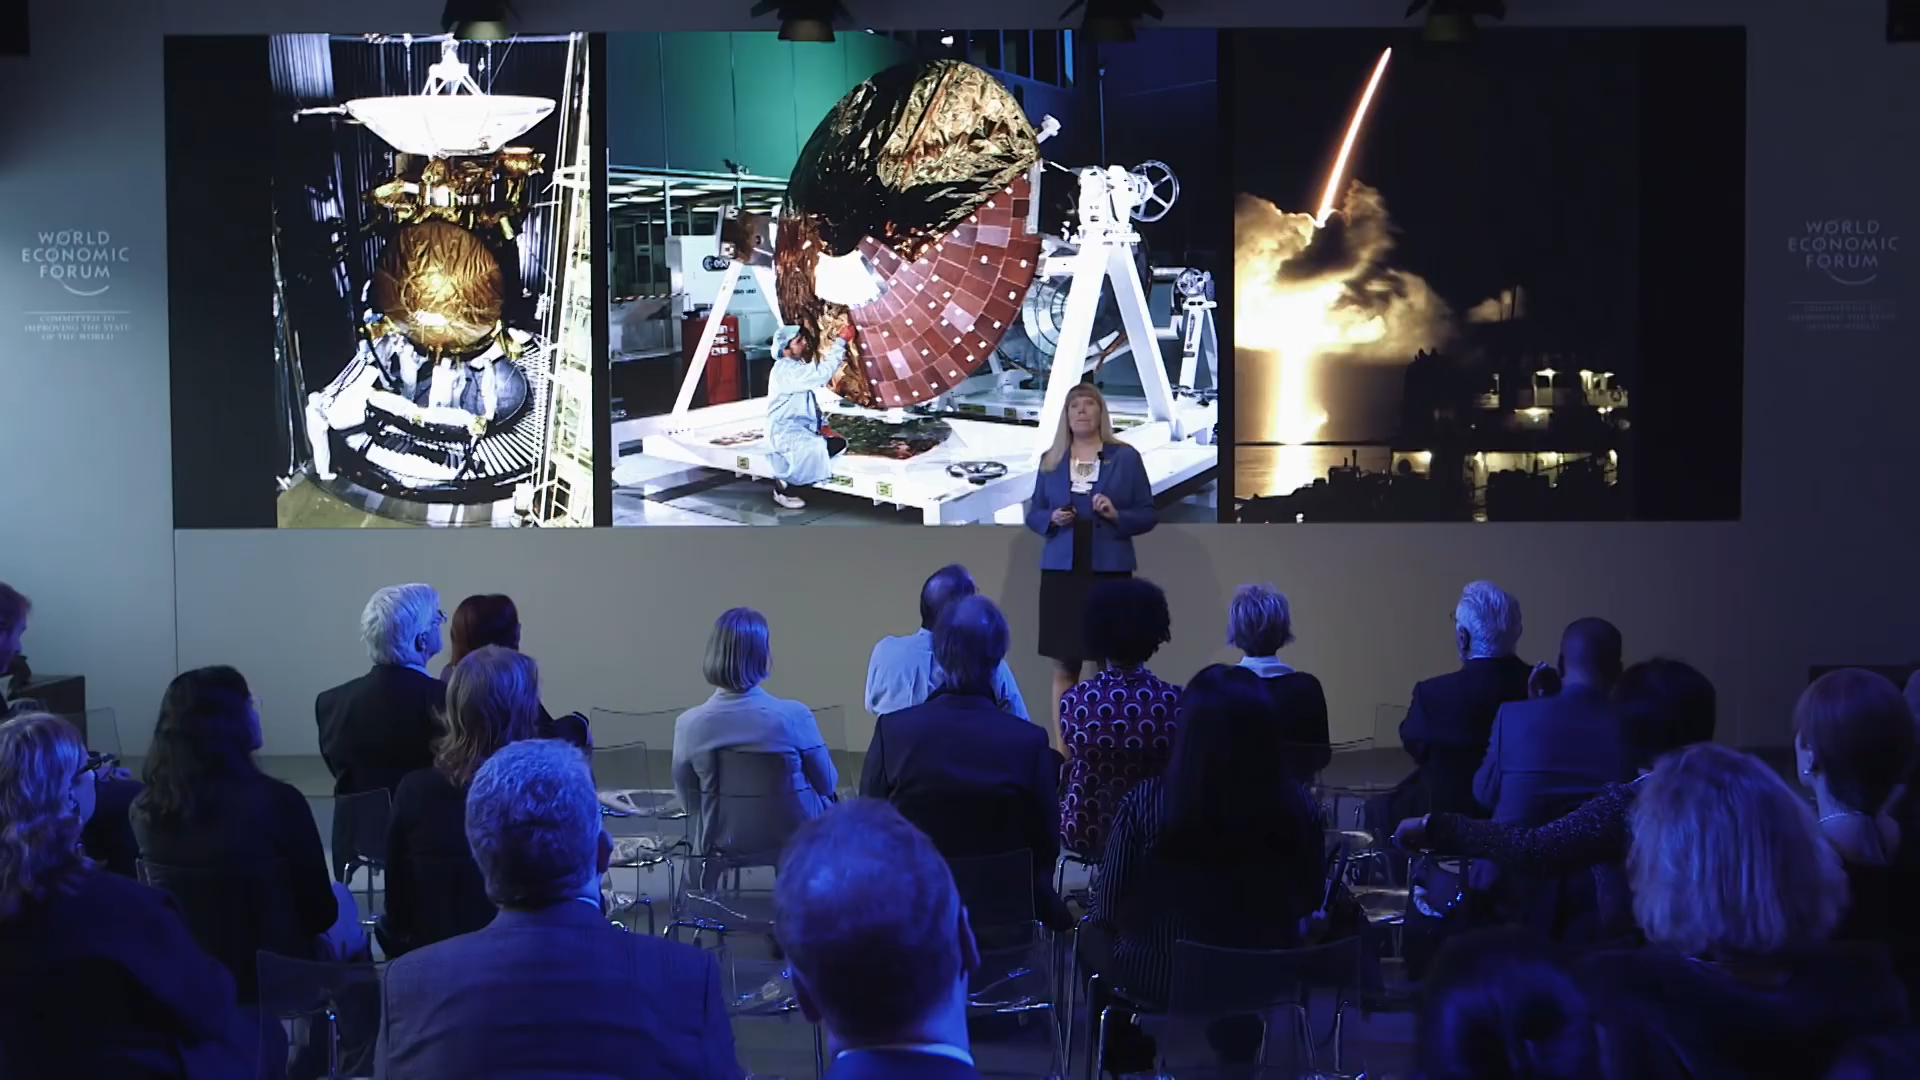 WORLD
ECONOMIC
FORUM
COMMITTED TO
IMPROVING THE STATE
OF THE WORLD
WORLD
ECONOMIC
FORUM